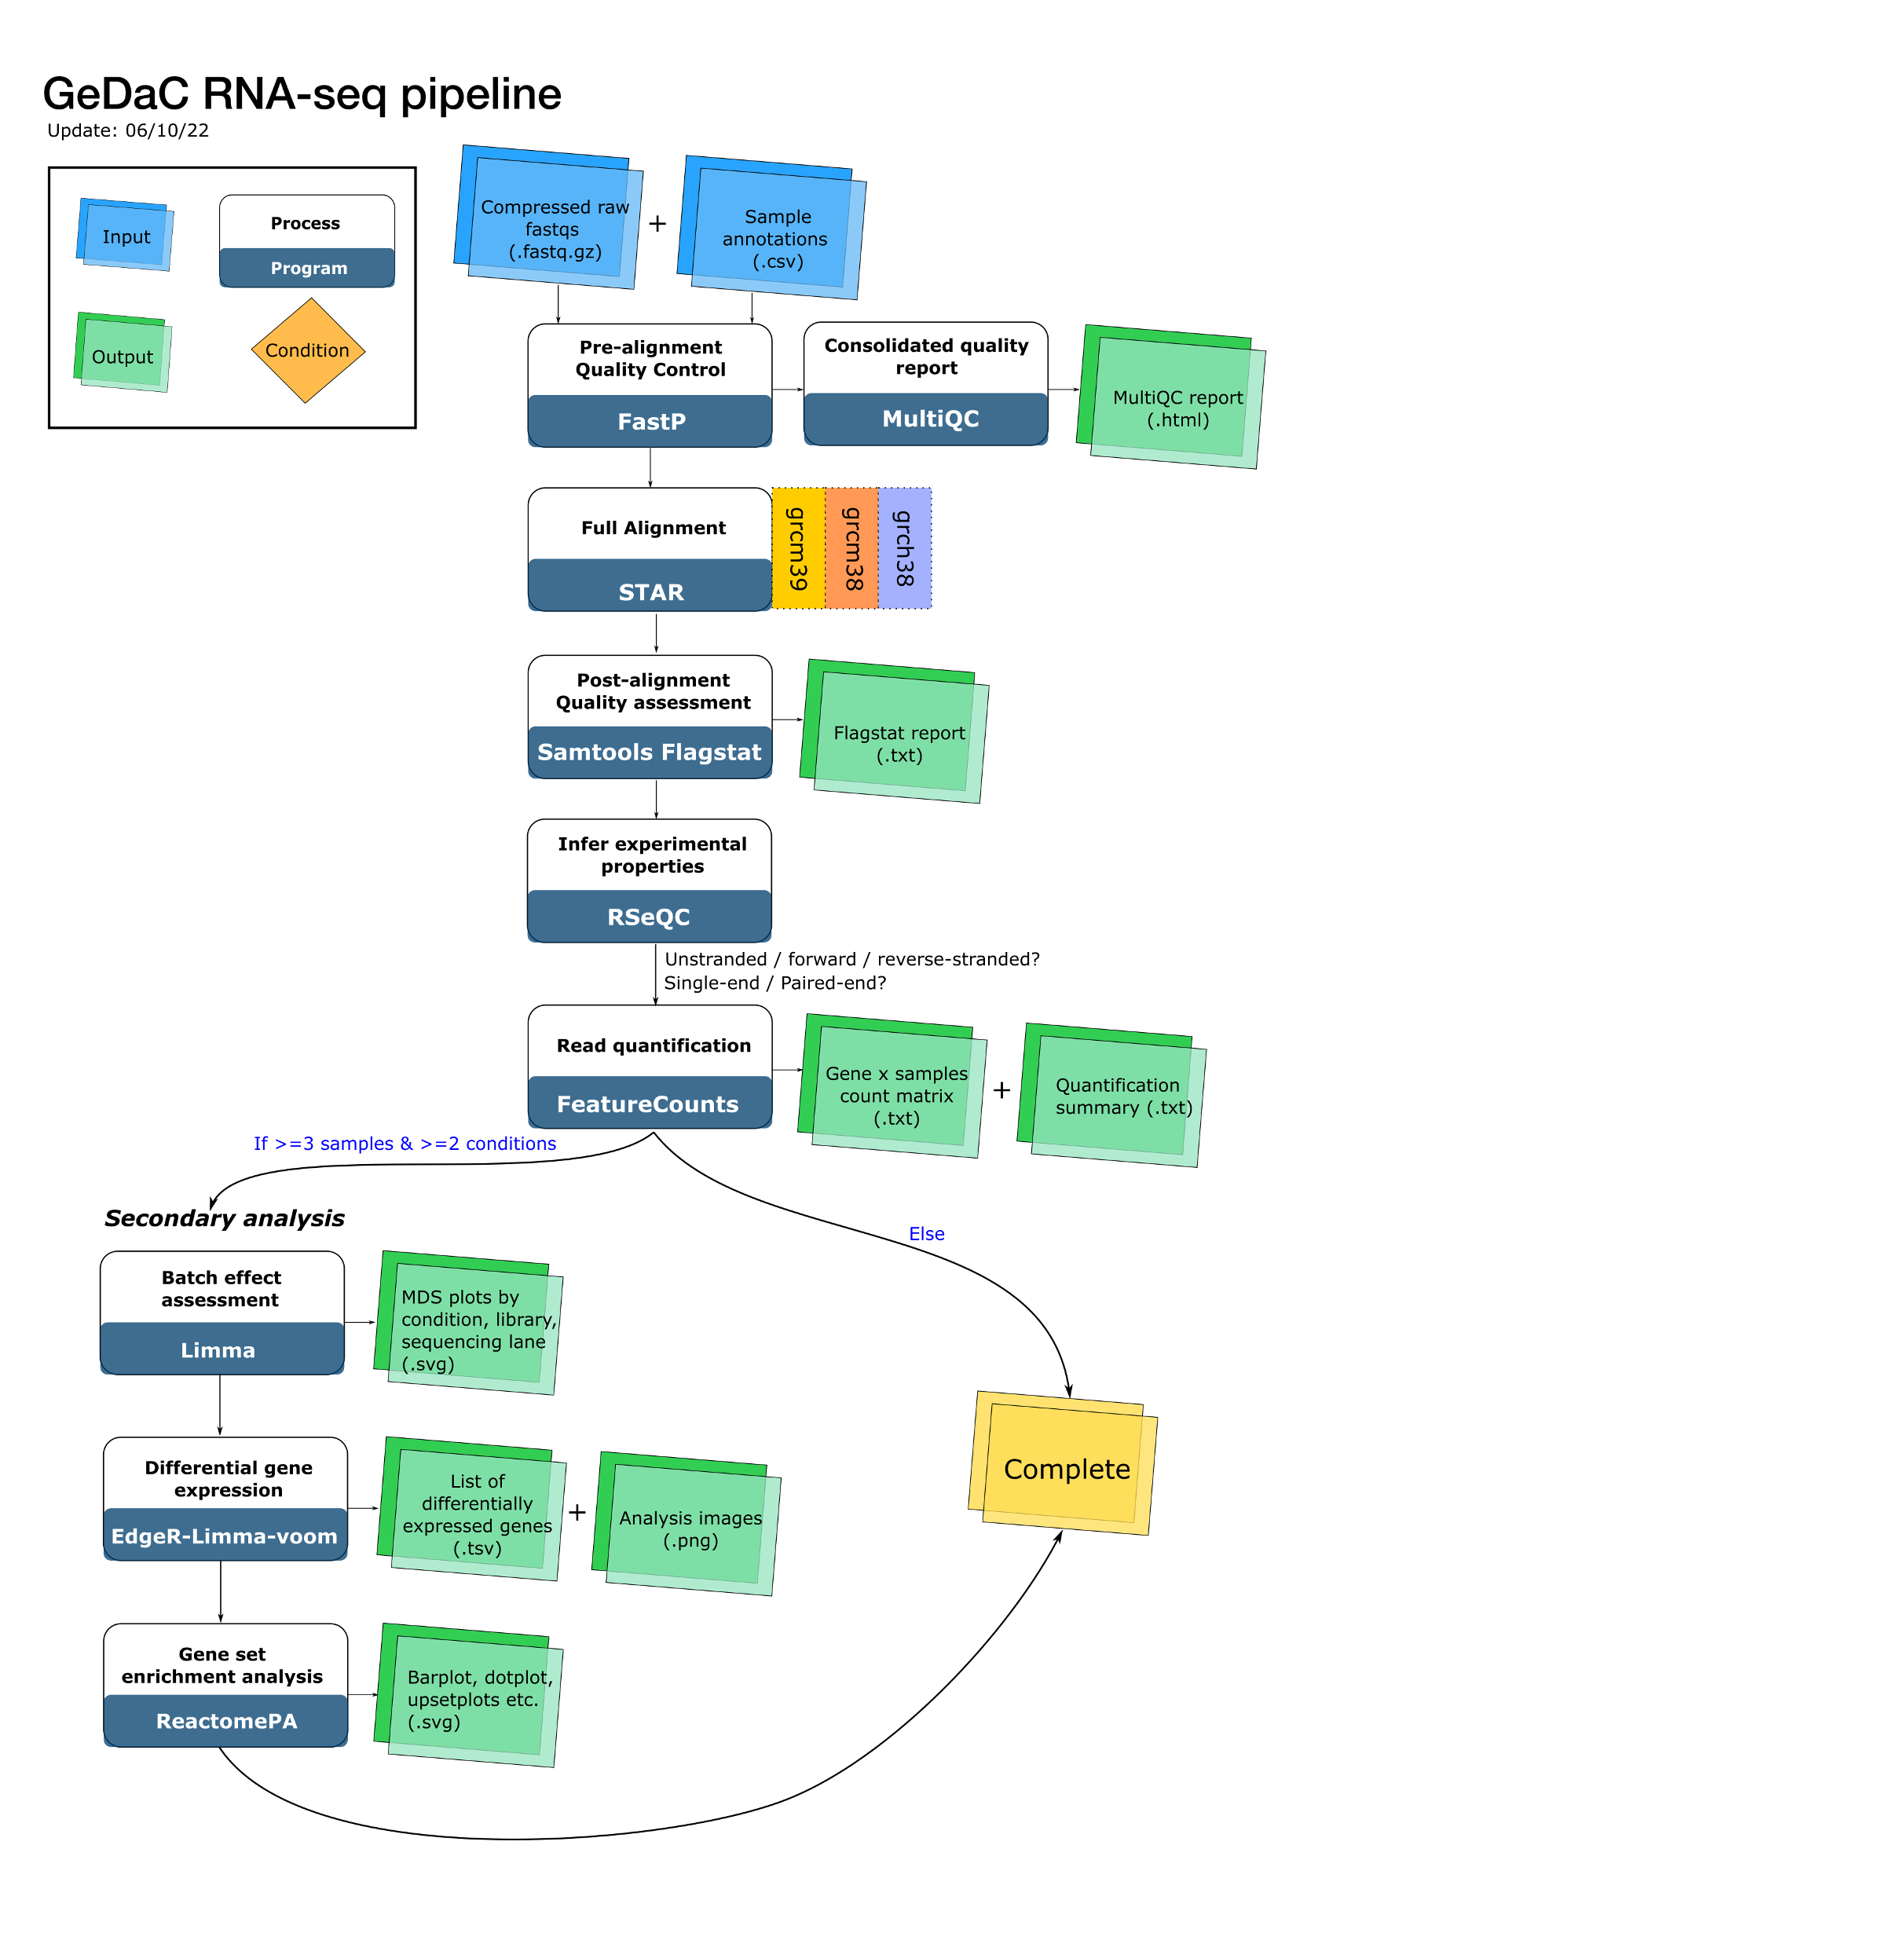 GeDaC RNA-seq pipeline
Update: 06/10/22
Input
Process
Program
Output
Condition
Compressed raw
fastqs
(.fastq.gz)
+
Sample
annotations
(.csv)
Pre-alignment
Quality Control
FastP
Consolidated quality
report
MultiQC
MultiQC report
(.html)
Full Alignment
STAR
grcm39
grcm38
grch38
Post-alignment
Quality assessment
Samtools Flagstat
Flagstat report
(.txt)
Infer experimental
properties
RSeQC
Unstranded / forward / reverse-stranded?
Single-end / Paired-end?
Read quantification
FeatureCounts
Gene x samples
count matrix
(.txt)
+
Quantification
summary (.txt)
If >=3 samples & >=2 conditions
Else
Secondary analysis
Batch effect
assessment
Limma
MDS plots by
condition, library,
sequencing lane
(.svg)
Differential gene
expression
EdgeR-Limma-voom
List of
differentially
expressed genes
(.tsv)
+
Analysis images
(.png)
Complete
Gene set
enrichment analysis
ReactomePA
Barplot, dotplot,
upsetplots etc.
(.svg)